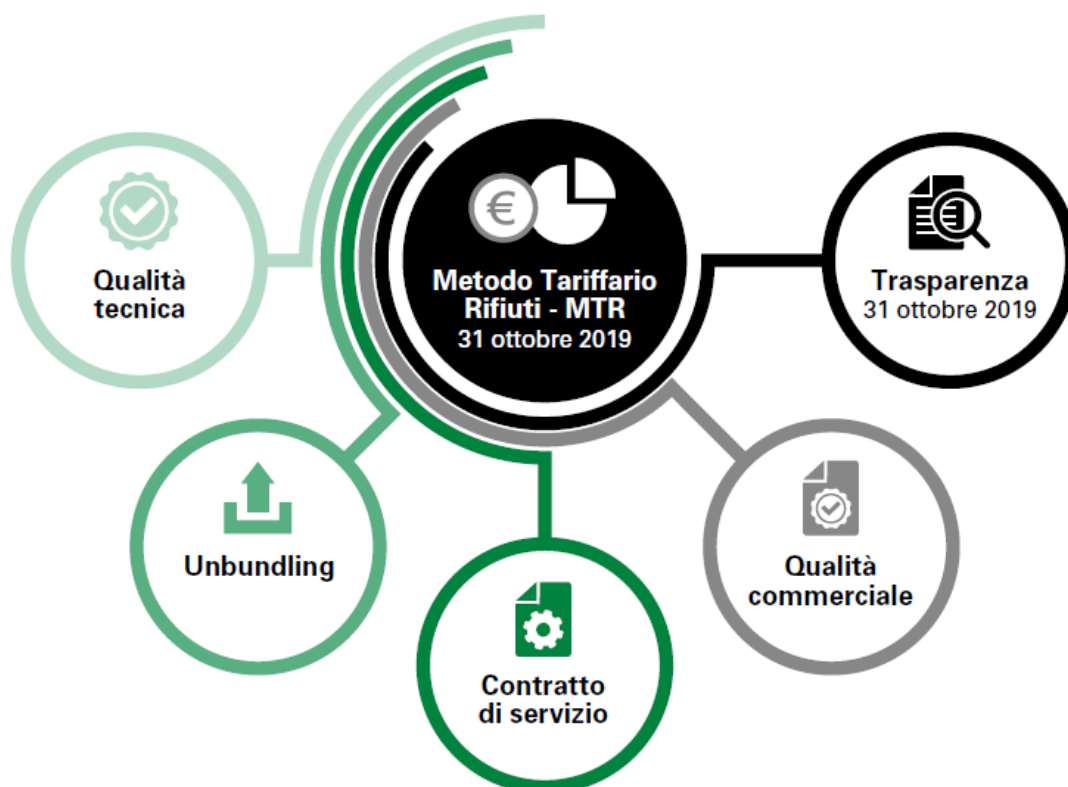 €
Metodo Tariffario
Rifiuti - MTR
31 ottobre 2019
Qualità
tecnica
Trasparenza
31 ottobre 2019
Unbundling
Qualità
commerciale
Contratto
di servizio